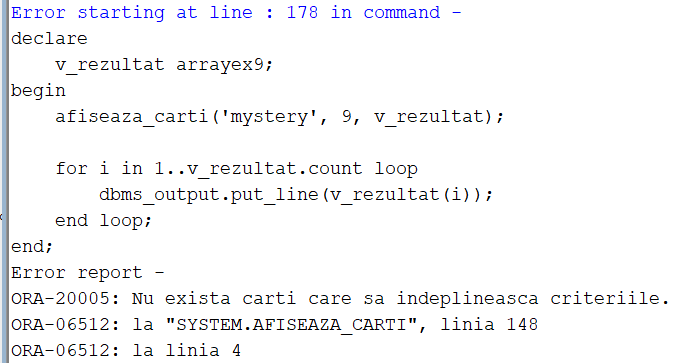 Error starting at line : 178 in command -
declare
    v_rezultat arrayex9;
begin
    afiseaza_carti('mystery', 9, v_rezultat);

    for i in 1..v_rezultat.count loop
        dbms_output.put_line(v_rezultat(i));
    end loop;
end;
Error report -
ORA-20005: Nu exista carti care sa indeplineasca criteriile.
ORA-06512: la "SYSTEM.AFISEAZA_CARTI", linia 148
ORA-06512: la linia 4